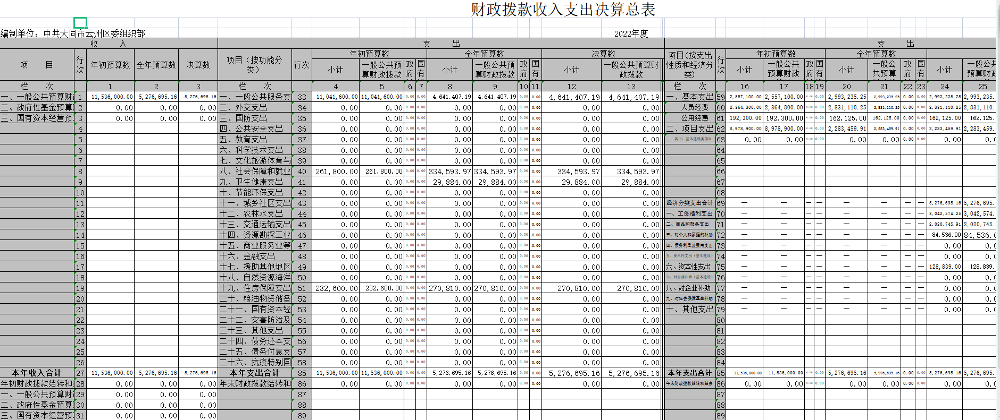 财政拨款收入支出决算总表
编制单位：中共大同市云州区委组织部 2022年度
收 入 支 出 支 出
项 目 行次 年初预算数 全年预算数 决算数 项目（按功能分类） 行次 年初预算数 全年预算数 决算数 项目(按支出性质和经济分类) 行次 年初预算数 全年预算数
小计 一般公共预算财政拨款 政府 国有 小计 一般公共预算财政拨款 政府 国有 小计 一般公共预算财政拨款 小计 一般公共预算财政 政府 国有 小计 一般公共预算 政府 国有 小计 一般公共预算财政
栏 次 1 2 3 栏 次 4 5 6 7 8 9 10 11 12 13 栏 次 16 17 18 19 20 21 22 23 24 25
一、一般公共预算财 1 11,536,000.00 5,276,695.16 5,276,695.16 一、一般公共服务支 33 11,041,600.00 11,041,600.00 0.00 0.00 4,641,407.19 4,641,407.19 0.00 0.00 4,641,407.19 4,641,407.19 一、基本支出 59 2,557,100.00 2,557,100.00 0.00 0.00 2,993,235.25 2,993,235.25 0.00 0.00 2,993,235.25 2,993,235.
二、政府性基金预算 2 0.00 0.00 0.00 二、外交支出 34 0.00 0.00 0.00 0.00 0.00 0.00 0.00 0.00 0.00 0.00 人员经费 60 2,364,800.00 2,364,800.00 0.00 0.00 2,831,110.25 2,831,110.25 0.00 0.00 2,831,110.25 2,831,110.
三、国有资本经营预 3 0.00 0.00 0.00 三、国防支出 35 0.00 0.00 0.00 0.00 0.00 0.00 0.00 0.00 0.00 0.00 公用经费 61 192,300.00 192,300.00 0.00 0.00 162,125.00 162,125.00 0.00 0.00 162,125.00 162,125.
4 四、公共安全支出 36 0.00 0.00 0.00 0.00 0.00 0.00 0.00 0.00 0.00 0.00 二、项目支出 62 8,978,900.00 8,978,900.00 0.00 0.00 2,283,459.91 2,283,459.91 0.00 0.00 2,283,459.91 2,283,459.
5 五、教育支出 37 0.00 0.00 0.00 0.00 0.00 0.00 0.00 0.00 0.00 0.00 其中：基本建设类项目 63 0.00 0.00 0.00 0.00 0.00 0.00 0.00 0.00 0.00 0.0
6 六、科学技术支出 38 0.00 0.00 0.00 0.00 0.00 0.00 0.00 0.00 0.00 0.00 64
7 七、文化旅游体育与 39 0.00 0.00 0.00 0.00 0.00 0.00 0.00 0.00 0.00 0.00 65
8 八、社会保障和就业 40 261,800.00 261,800.00 0.00 0.00 334,593.97 334,593.97 0.00 0.00 334,593.97 334,593.97 66
9 九、卫生健康支出 41 0.00 0.00 0.00 0.00 29,884.00 29,884.00 0.00 0.00 29,884.00 29,884.00 67
10 十、节能环保支出 42 0.00 0.00 0.00 0.00 0.00 0.00 0.00 0.00 0.00 0.00 68
11 十一、城乡社区支出 43 0.00 0.00 0.00 0.00 0.00 0.00 0.00 0.00 0.00 0.00 经济分类支出合计 69 — — — — — — — — 5,276,695.16 5,276,695.
12 十二、农林水支出 44 0.00 0.00 0.00 0.00 0.00 0.00 0.00 0.00 0.00 0.00 一、工资福利支出 70 — — — — — — — — 3,042,574.25 3,042,574.
13 十三、交通运输支出 45 0.00 0.00 0.00 0.00 0.00 0.00 0.00 0.00 0.00 0.00 二、商品和服务支出 71 — — — — — — — — 2,020,745.91 2,020,745.
14 十四、资源勘探工业 46 0.00 0.00 0.00 0.00 0.00 0.00 0.00 0.00 0.00 0.00 三、对个人和家庭的补助 72 — — — — — — — — 84,536.00 84,536.0
15 十五、商业服务业等 47 0.00 0.00 0.00 0.00 0.00 0.00 0.00 0.00 0.00 0.00 四、债务利息及费用支出 73 — — — — — — — — 0.00 0.0
16 十六、金融支出 48 0.00 0.00 0.00 0.00 0.00 0.00 0.00 0.00 0.00 0.00 五、资本性支出（基本建设） 74 — — — — — — — — 0.00 0.0
17 十七、援助其他地区 49 0.00 0.00 0.00 0.00 0.00 0.00 0.00 0.00 0.00 0.00 六、资本性支出 75 — — — — — — — — 128,839.00 128,839.
18 十八、自然资源海洋 50 0.00 0.00 0.00 0.00 0.00 0.00 0.00 0.00 0.00 0.00 七、对企业补助（基本建设） 76 — — — — — — — — 0.00 0.0
19 十九、住房保障支出 51 232,600.00 232,600.00 0.00 0.00 270,810.00 270,810.00 0.00 0.00 270,810.00 270,810.00 八、对企业补助 77 — — — — — — — — 0.00 0.0
20 二十、粮油物资储备 52 0.00 0.00 0.00 0.00 0.00 0.00 0.00 0.00 0.00 0.00 九、对社会保障基金补助 78 — — — — — — — — 0.00 0.0
21 二十一、国有资本经 53 0.00 0.00 0.00 0.00 0.00 0.00 0.00 0.00 0.00 0.00 十、其他支出 79 — — — — — — — — 0.00 0.0
22 二十二、灾害防治及 54 0.00 0.00 0.00 0.00 0.00 0.00 0.00 0.00 0.00 0.00 80
23 二十三、其他支出 55 0.00 0.00 0.00 0.00 0.00 0.00 0.00 0.00 0.00 0.00 81
24 二十四、债务还本支 56 0.00 0.00 0.00 0.00 0.00 0.00 0.00 0.00 0.00 0.00 82
25 二十五、债务付息支 57 0.00 0.00 0.00 0.00 0.00 0.00 0.00 0.00 0.00 0.00 83
26 二十六、抗疫特别国 58 0.00 0.00 0.00 0.00 0.00 0.00 0.00 0.00 0.00 0.00 84
本年收入合计 27 11,536,000.00 5,276,695.16 5,276,695.16 本年支出合计 85 11,536,000.00 11,536,000.00 0.00 0.00 5,276,695.16 5,276,695.16 0.00 0.00 5,276,695.16 5,276,695.16 本年支出合计 85 11,536,000.00 11,536,000.00 0.00 0.00 5,276,695.16 5,276,695.16 0.00 0.00 5,276,695.16 5,276,695.
年初财政拨款结转和 28 0.00 0.00 0.00 年末财政拨款结转和 86 0.00 0.00 0.00 0.00 0.00 0.00 0.00 0.00 0.00 0.00 年末财政拨款结转和结余 86 0.00 0.00 0.00 0.00 0.00 0.00 0.00 0.00 0.00 0.0
一、一般公共预算财 29 0.00 0.00 0.00 87 87
二、政府性基金预算 30 0.00 0.00 0.00 88 88
三、国有资本经营预 31 0.00 0.00 0.00 89 89